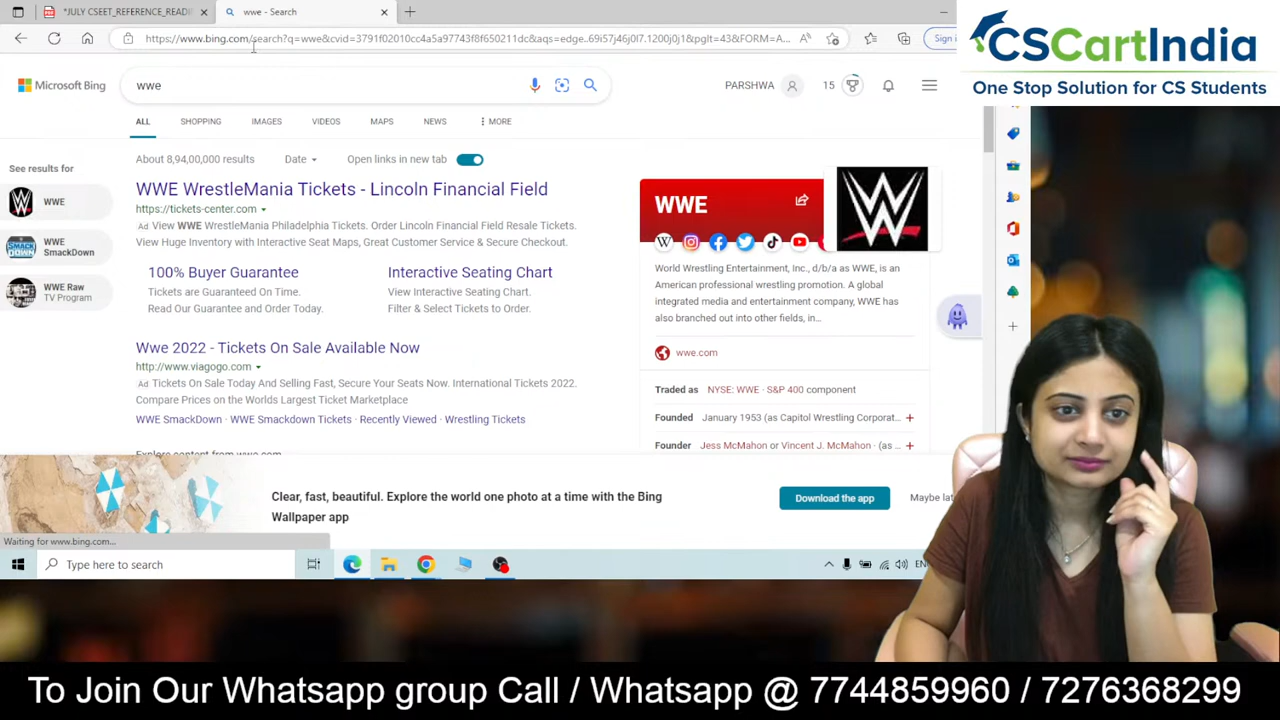 *JULY CSEET_REFERENCE_READI
wwe - Search
https://www.bing.com/search?q=wwe&cvid=3791f02010cc4a5a97743f8f650211dc&aqs=edge..69i57j46j0l7.1200j0j1&pglt=43&FORM=A...
Sign i
CSCartIndia
One Stop Solution for CS Students
Microsoft Bing
wwe
PARSHWA
15
ALL
SHOPPING
IMAGES
VIDEOS
MAPS
NEWS
MORE
About 8,94,00,000 results
Date
Open links in new tab
See results for
WWE
WWE
SmackDown
WWE Raw
TV Program
WWE WrestleMania Tickets - Lincoln Financial Field
https://tickets-center.com
Ad View WWE WrestleMania Philadelphia Tickets. Order Lincoln Financial Field Resale Tickets.
View Huge Inventory with Interactive Seat Maps, Great Customer Service & Secure Checkout.
100% Buyer Guarantee
Tickets are Guaranteed On Time.
Read Our Guarantee and Order Today.
Interactive Seating Chart
View Interactive Seating Chart.
Filter & Select Tickets to Order.
Wwe 2022 - Tickets On Sale Available Now
http://www.viagogo.com
Ad Tickets On Sale Today And Selling Fast, Secure Your Seats Now. International Tickets 2022.
Compare Prices on the Worlds Largest Ticket Marketplace
WWE SmackDown · WWE Smackdown Tickets · Recently Viewed · Wrestling Tickets
Explore content from wwe.com
WWE
World Wrestling Entertainment, Inc., d/b/a as WWE, is an
American professional wrestling promotion. A global
integrated media and entertainment company, WWE has
also branched out into other fields, in...
wwe.com
Traded as NYSE: WWE · S&P 400 component
Founded January 1953 (as Capitol Wrestling Corporat...
Founder Jess McMahon or Vincent J. McMahon · (as ...
Clear, fast, beautiful. Explore the world one photo at a time with the Bing
Wallpaper app
Download the app
Maybe lat
Waiting for www.bing.com...
Type here to search
EN
To Join Our Whatsapp group Call / Whatsapp @ 7744859960 / 7276368299